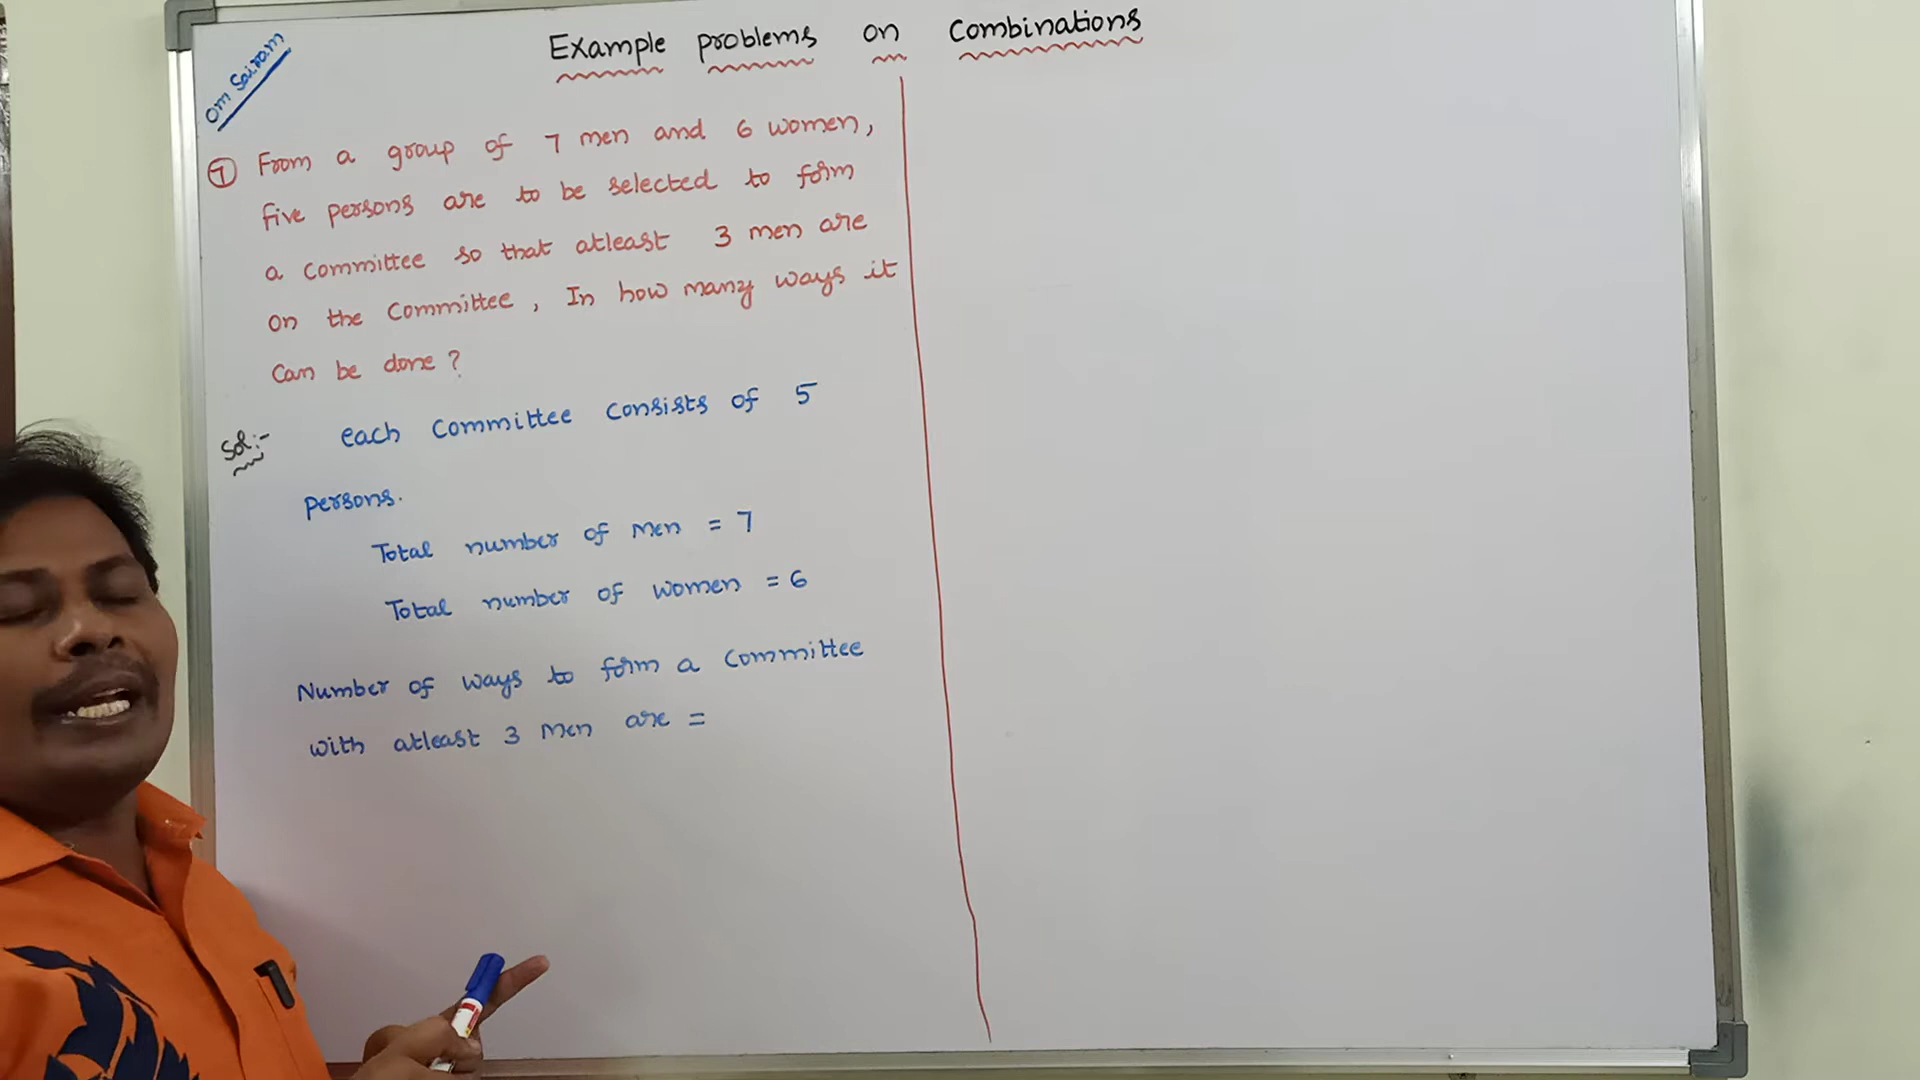 Om Sairam
Example problems on Combinations
7 From a group of 7 men and 6 women,
five persons are to be selected to form
a committee so that atleast 3 men are
on the committee, In how many ways it
can be done?
Sol:- each committee consists of 5
persons.
Total number of men = 7
Total number of women = 6
Number of ways to form a committee
with atleast 3 men are =